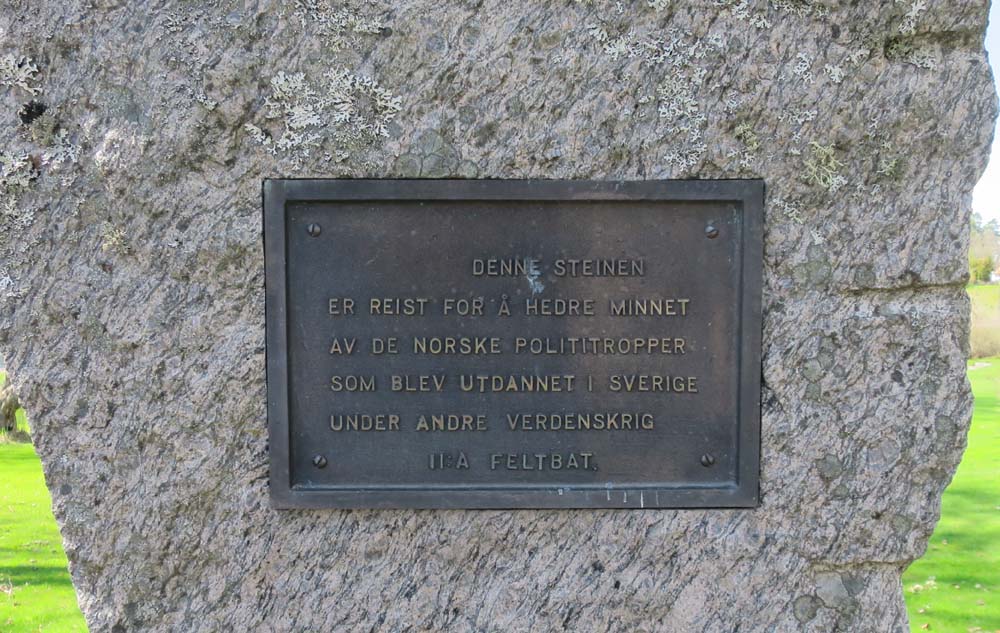 DENNE STEINEN
ER REIST FOR Å HEDRE MINNET
AV DE NORSKE POLITITROPPER
SOM BLEV UTDANNET I SVERIGE
UNDER ANDRE VERDENSKRIG
II:A FELTBAT.